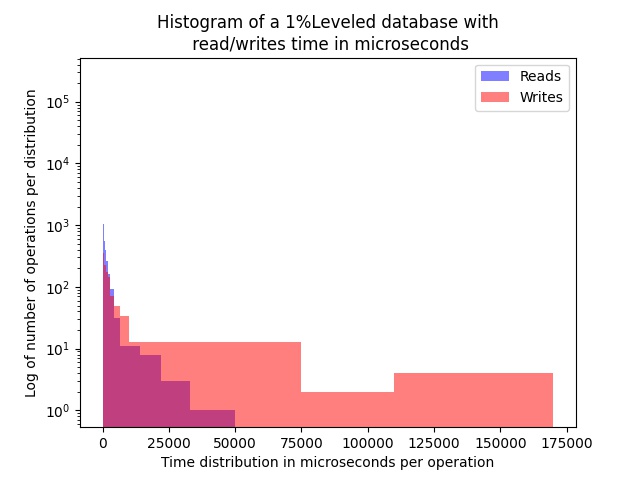 Histogram of a 1%Leveled database with
read/writes time in microseconds
Reads
Writes
Log of number of operations per distribution
10⁵
10⁴
10³
10²
10¹
10⁰
0 25000 50000 75000 100000 125000 150000 175000
Time distribution in microseconds per operation